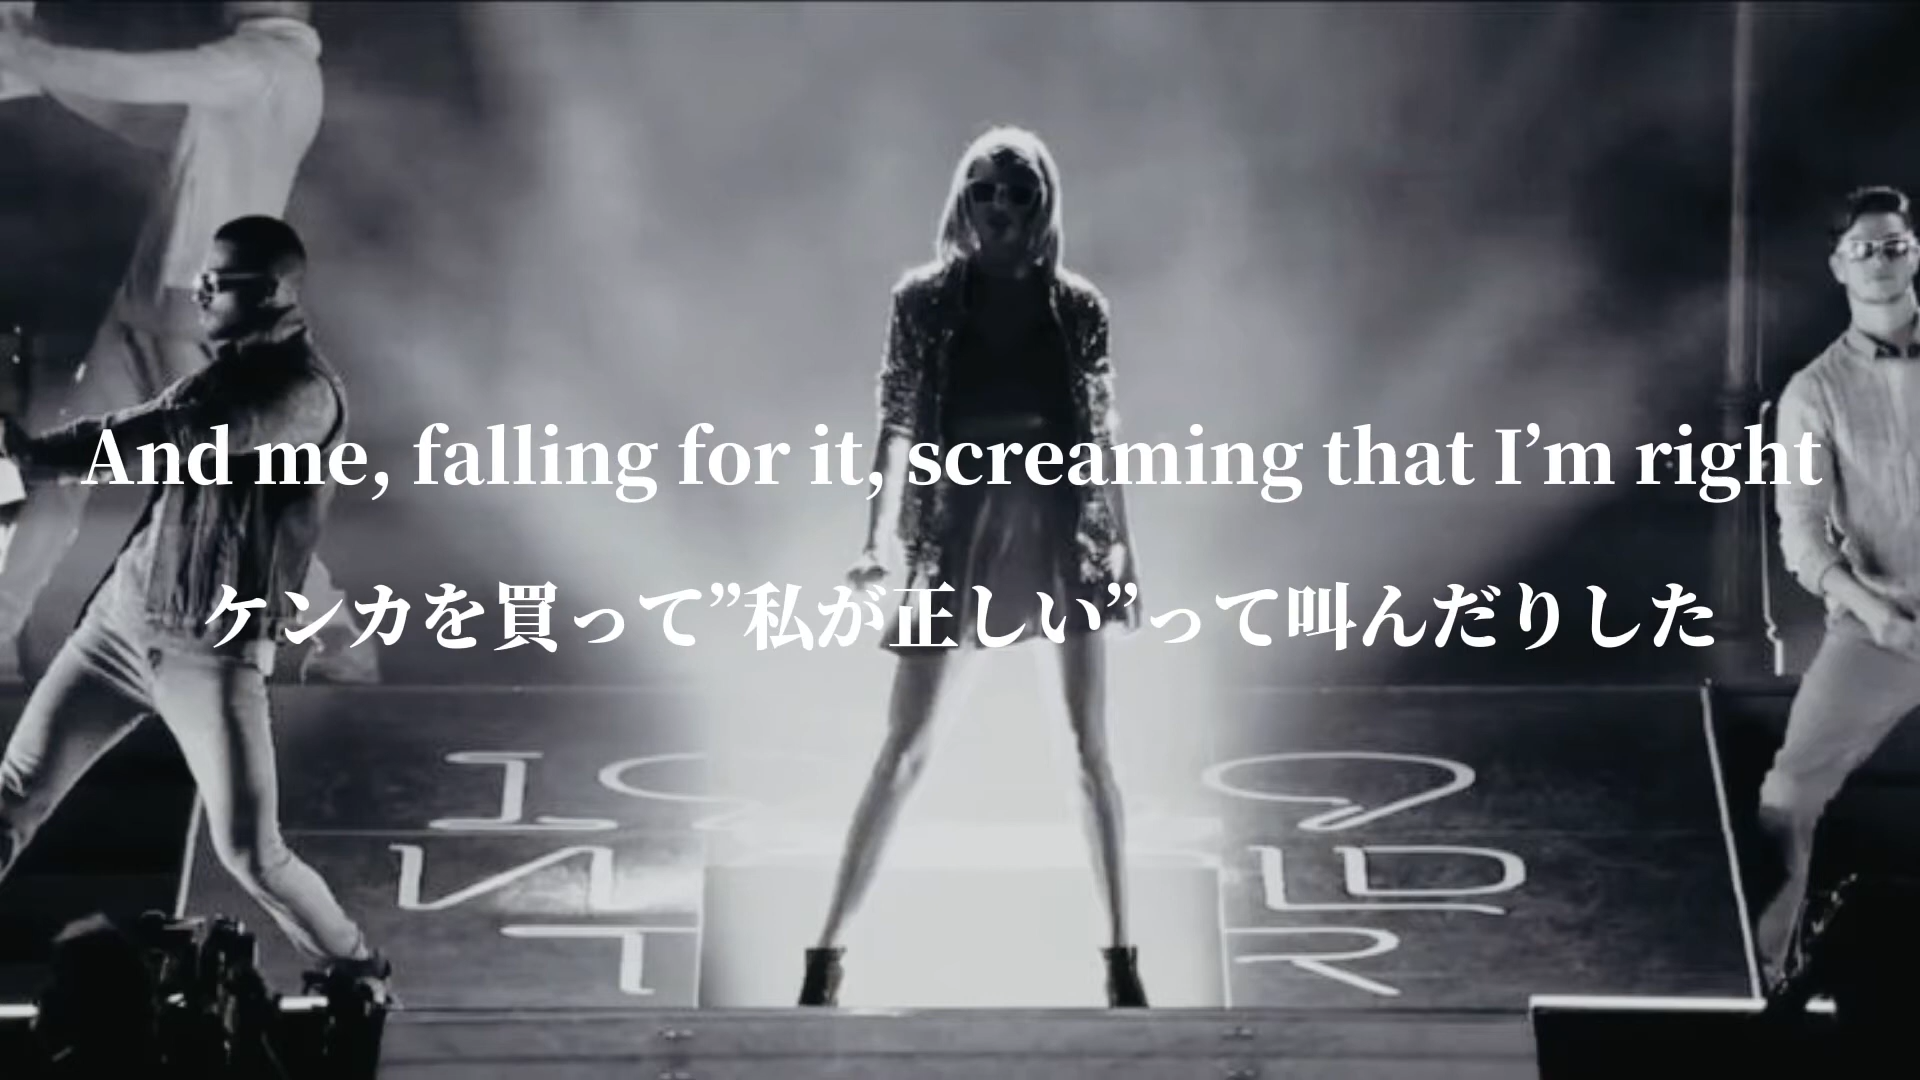 And me, falling for it, screaming that I’m right
ケンカを買って”私が正しい”って叫んだりした